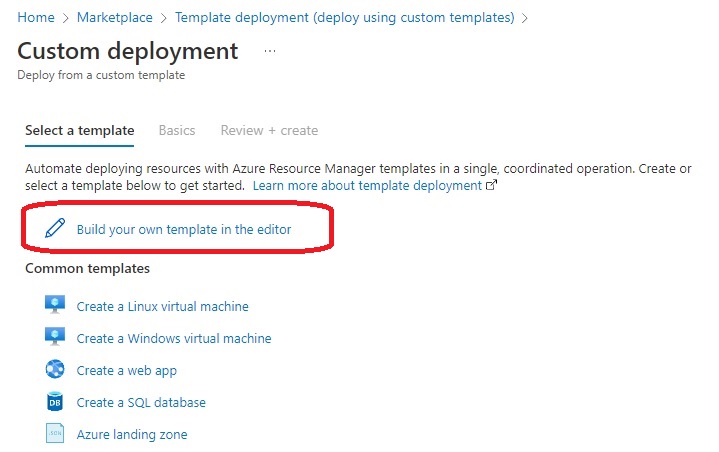 Home > Marketplace > Template deployment (deploy using custom templates) >
Custom deployment ...
Deploy from a custom template
Select a template Basics Review + create
Automate deploying resources with Azure Resource Manager templates in a single, coordinated operation. Create or
select a template below to get started. Learn more about template deployment
Build your own template in the editor
Common templates
Create a Linux virtual machine
Create a Windows virtual machine
Create a web app
DB Create a SQL database
JSON Azure landing zone